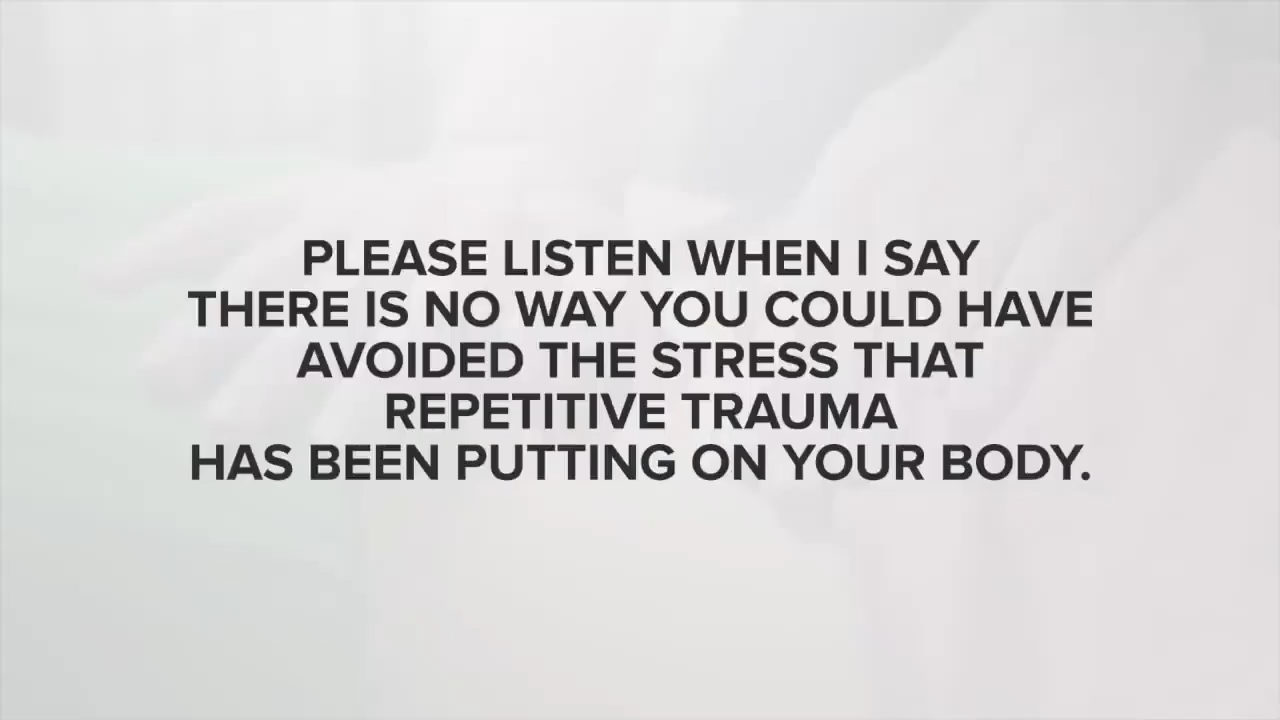 PLEASE LISTEN WHEN I SAY
THERE IS NO WAY YOU COULD HAVE
AVOIDED THE STRESS THAT
REPETITIVE TRAUMA
HAS BEEN PUTTING ON YOUR BODY.